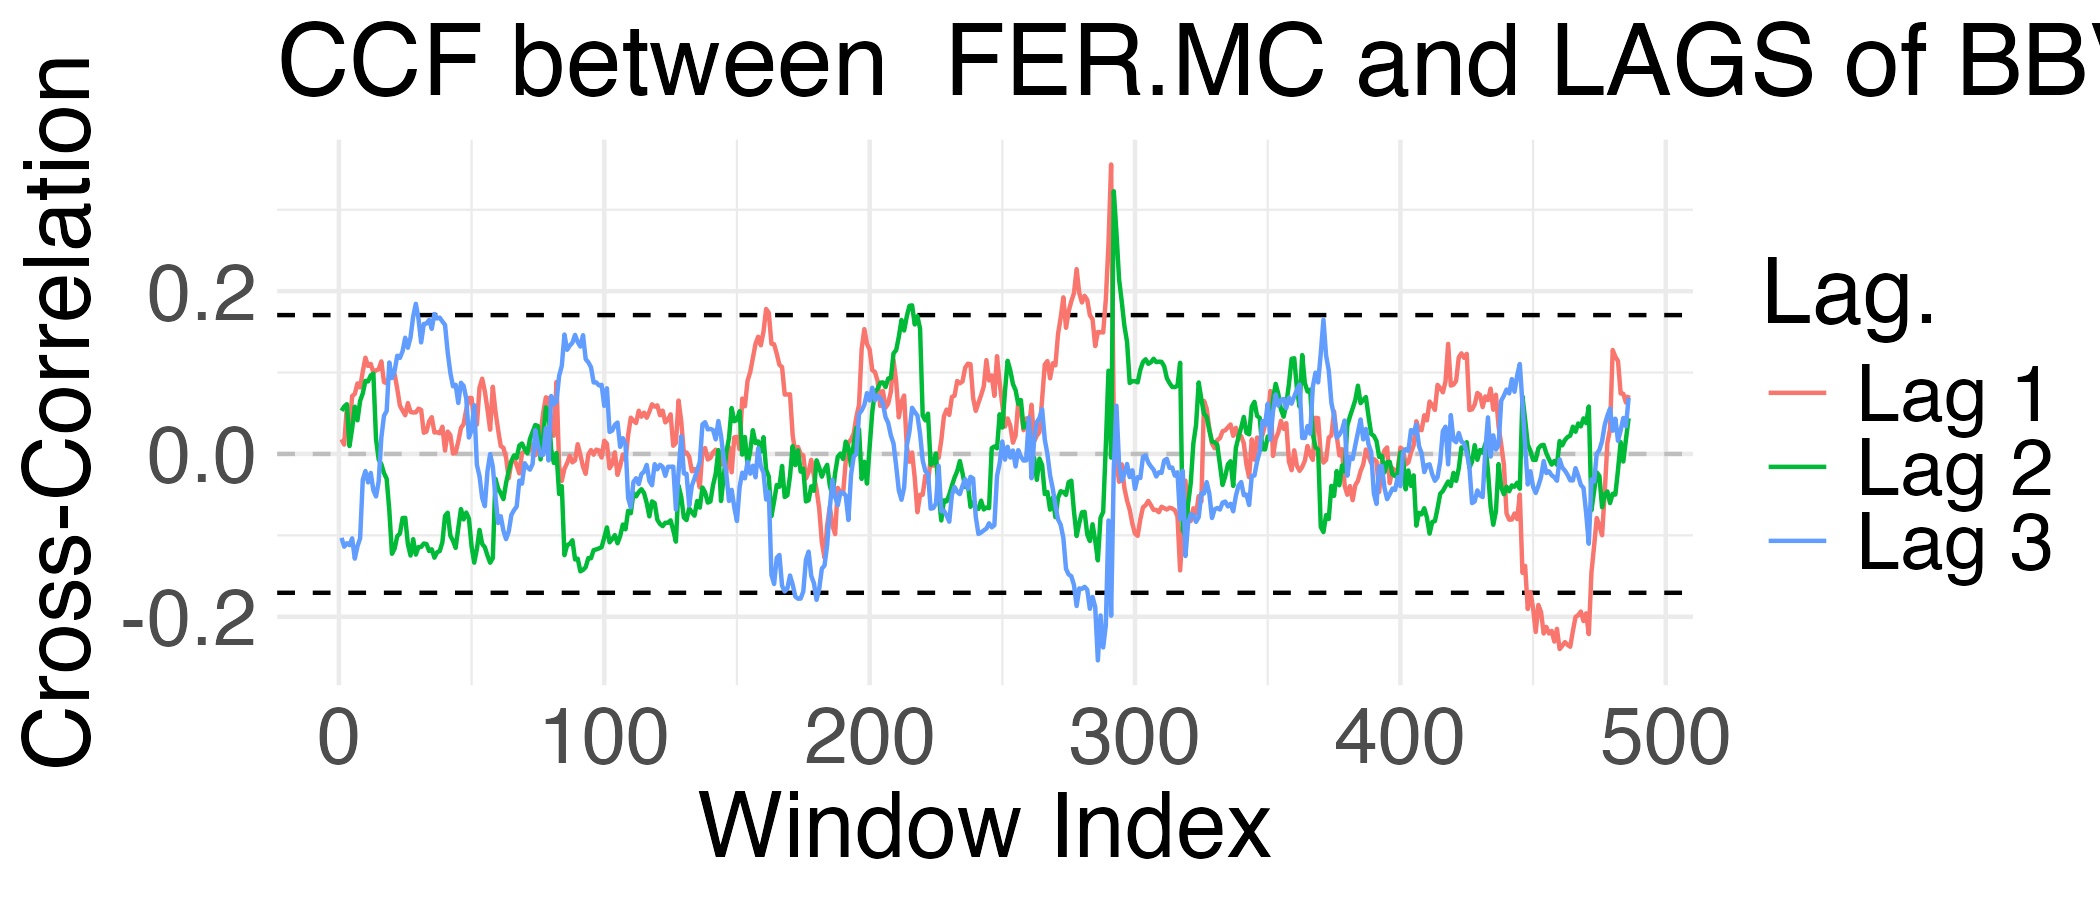 CCF between FER.MC and LAGS of BB
Cross-Correlation
0.2
0.0
-0.2
0
100
200
300
400
500
Window Index
Lag.
Lag 1
Lag 2
Lag 3